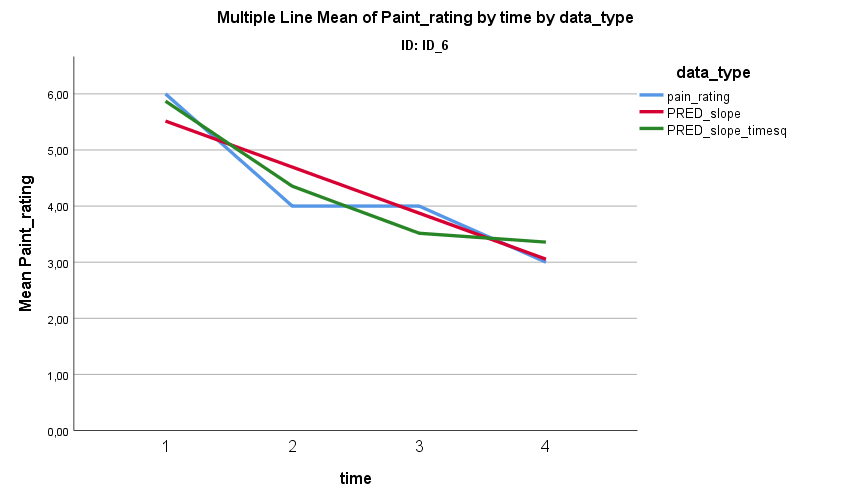 Multiple Line Mean of Paint_rating by time by data_type
ID: ID_6
data_type
pain_rating
PRED_slope
PRED_slope_timesq
Mean Paint_rating
6,00
5,00
4,00
3,00
2,00
1,00
0,00
1 2 3 4
time